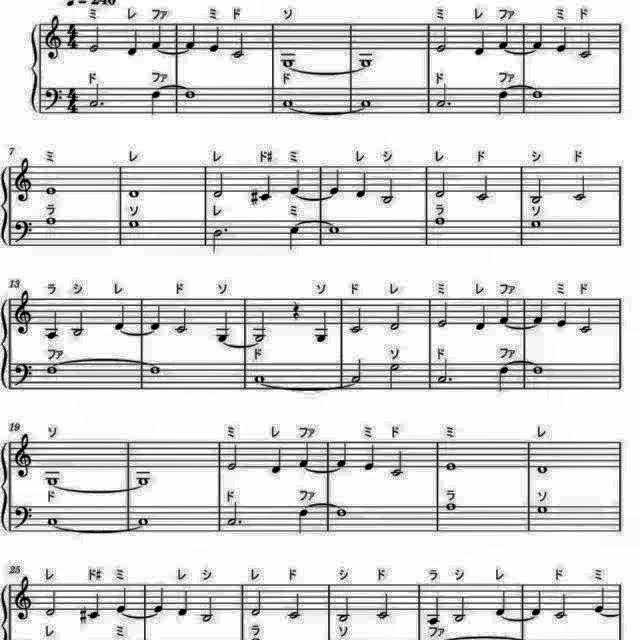 ♩ = 240
ミ レ ファ ミ ド ソ ミ レ ファ ミ ド
ド ファ ド ド ファ
7
ミ レ レ ド# ミ レ シ レ ド シ ド
ラ ソ レ ミ ラ ソ
13
ラ シ レ ド ソ ソ ド レ ミ レ ファ ミ ド
ファ ド ソ ド ファ
19
ソ ミ レ ファ ミ ド ミ レ
ド ド ファ ラ ソ
25
レ ド# ミ レ シ レ ド シ ド ラ シ レ ド ミ
レ ミ ラ ソ ファ